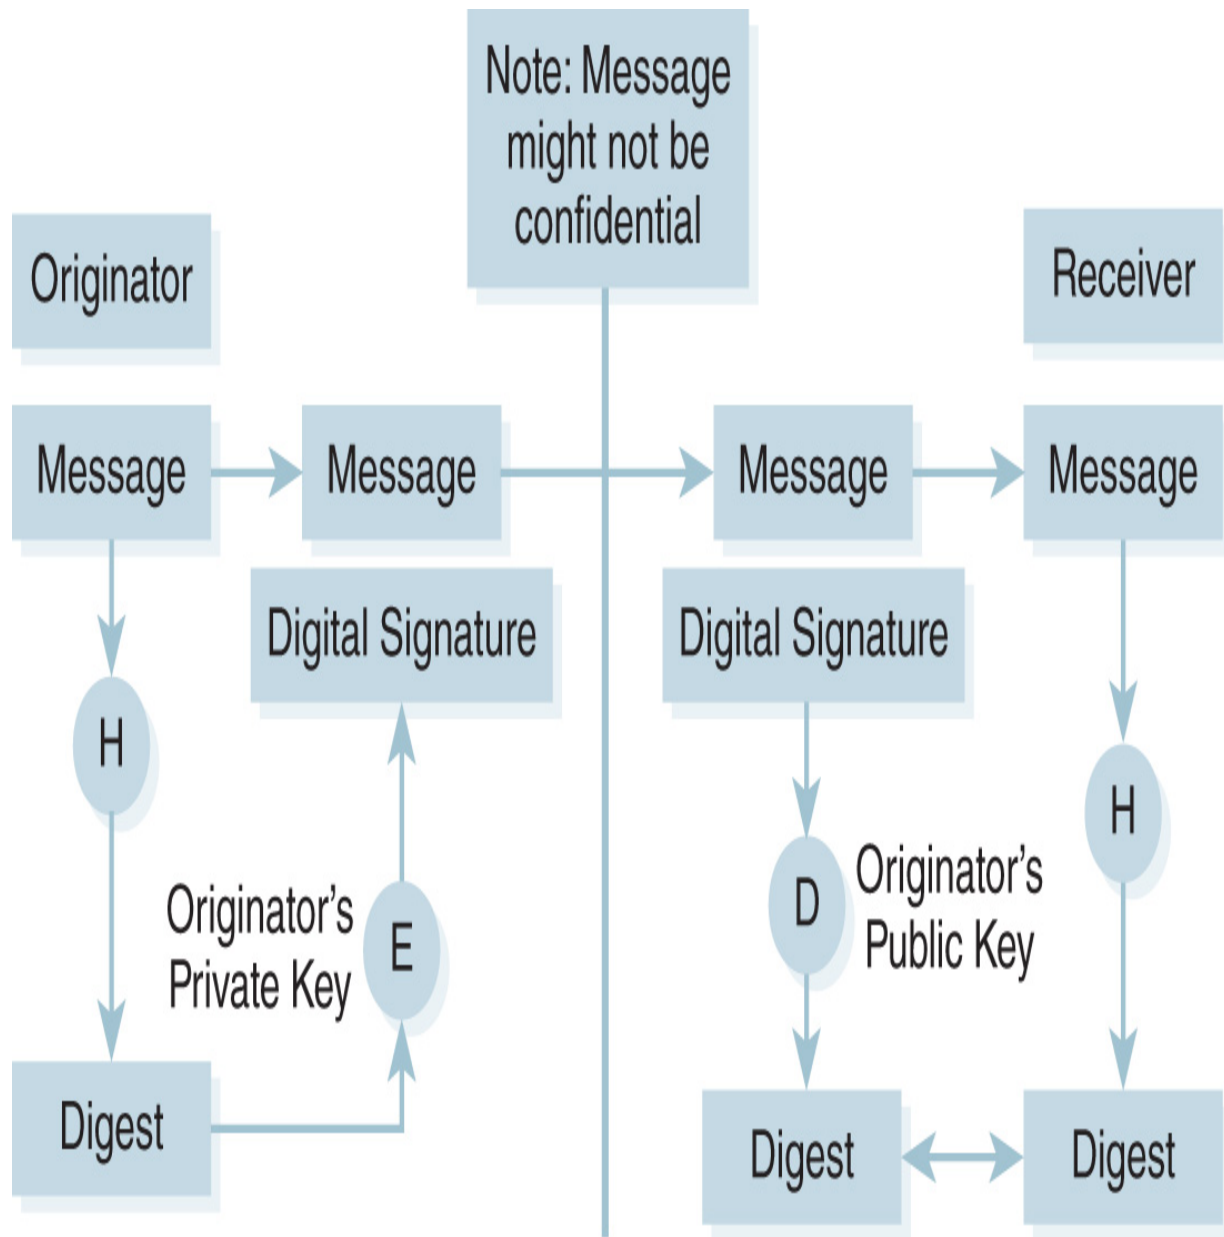 Note: Message
might not be
confidential
Originator
Receiver
Message
Message
Message
Message
Digital Signature
Digital Signature
H
H
Originator’s
Private Key
E
D
Originator’s
Public Key
Digest
Digest
Digest